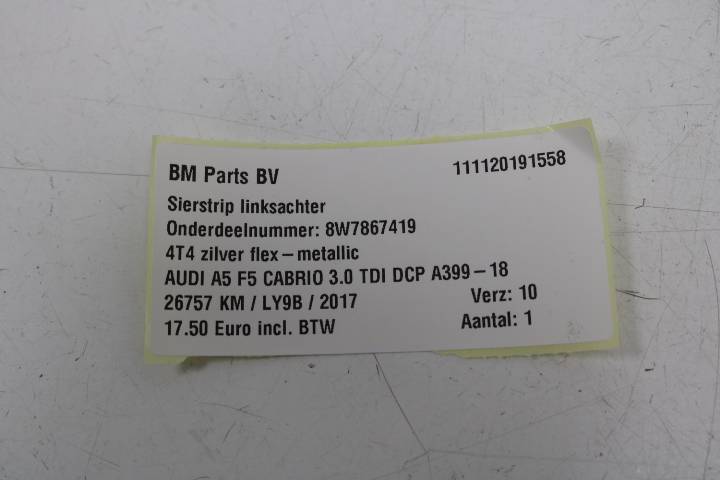 BM Parts BV 111120191558
Sierstrip linksachter
Onderdeelnummer: 8W7867419
4T4 zilver flex – metallic
AUDI A5 F5 CABRIO 3.0 TDI DCP A399 – 18
26757 KM / LY9B / 2017 Verz: 10
17.50 Euro incl. BTW Aantal: 1